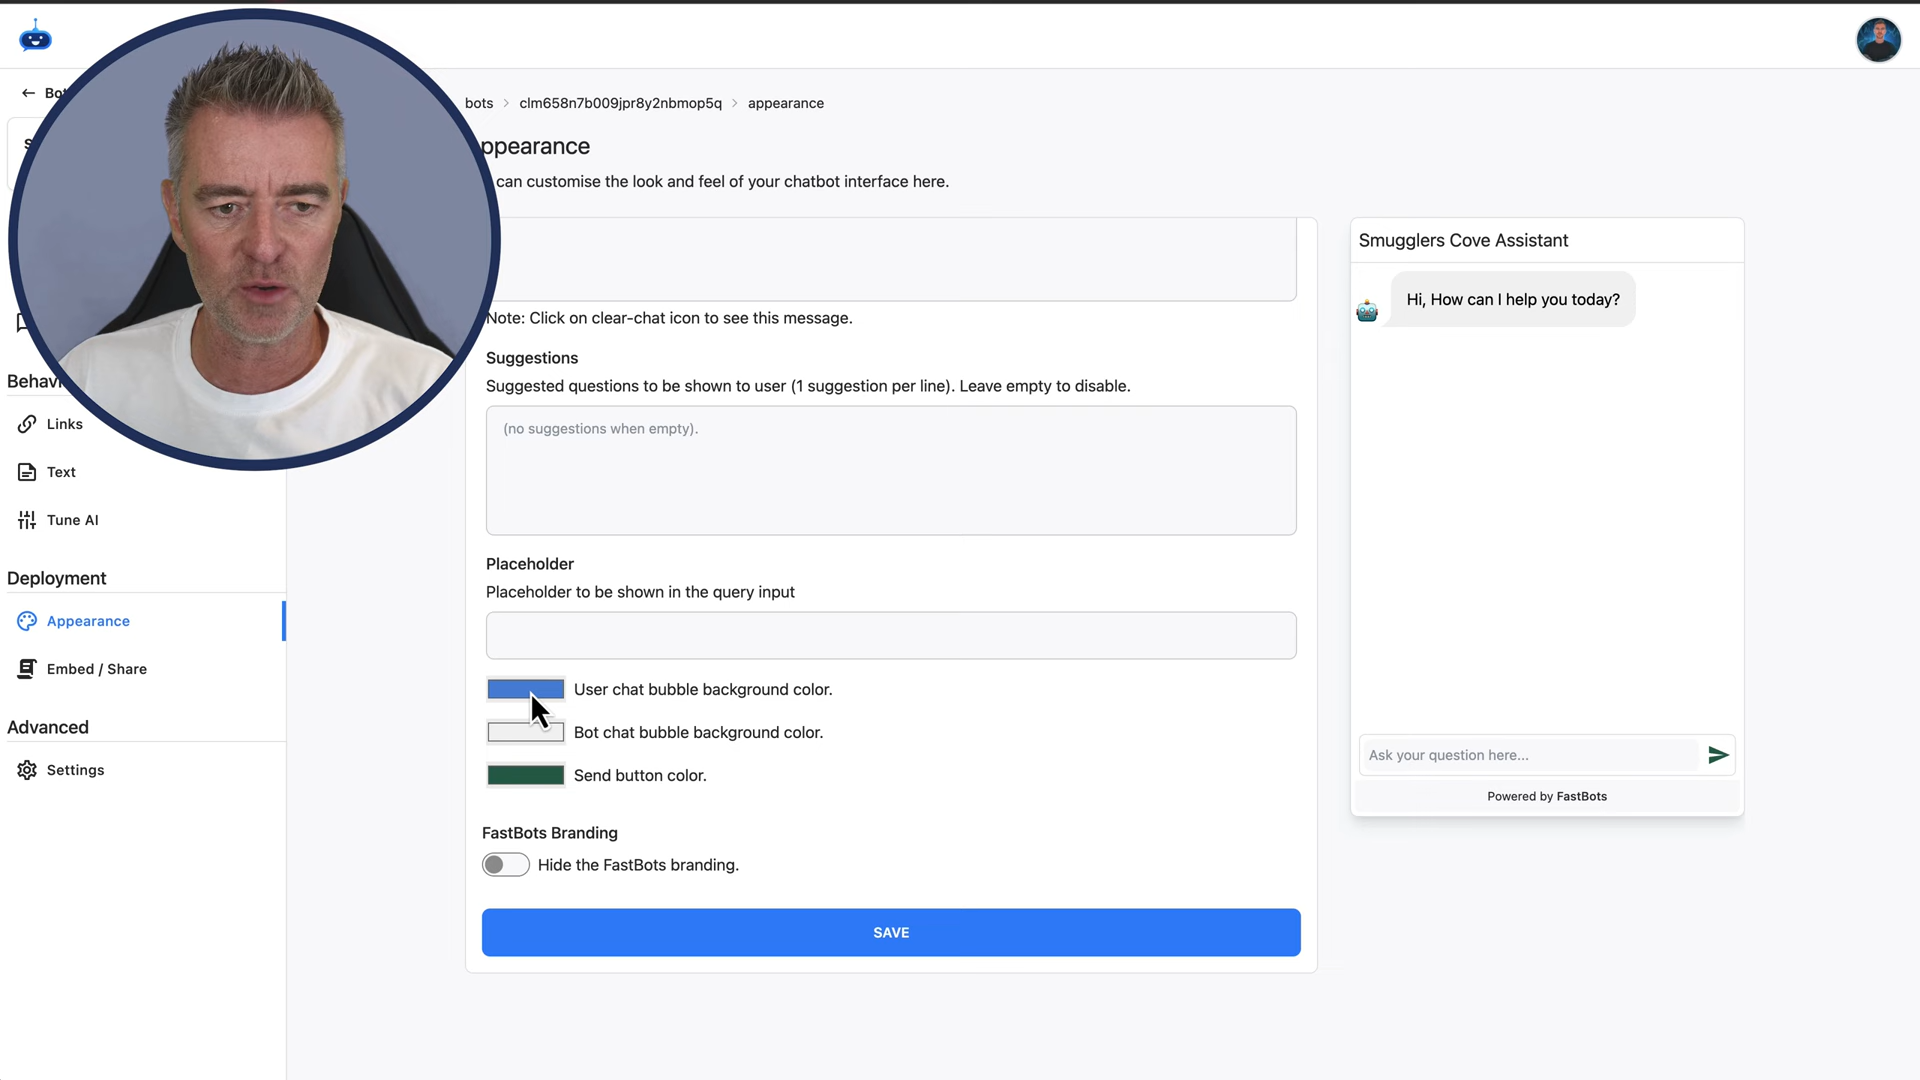 bots > clm658n7b009jpr8y2nbmop5q > appearance
ppearance
can customise the look and feel of your chatbot interface here.
Note: Click on clear-chat icon to see this message.
Suggestions
Suggested questions to be shown to user (1 suggestion per line). Leave empty to disable.
(no suggestions when empty).
Placeholder
Placeholder to be shown in the query input
User chat bubble background color.
Bot chat bubble background color.
Send button color.
FastBots Branding
Hide the FastBots branding.
SAVE
Behavi
Links
Text
Tune AI
Deployment
Appearance
Embed / Share
Advanced
Settings
Smugglers Cove Assistant
Hi, How can I help you today?
Ask your question here...
Powered by FastBots